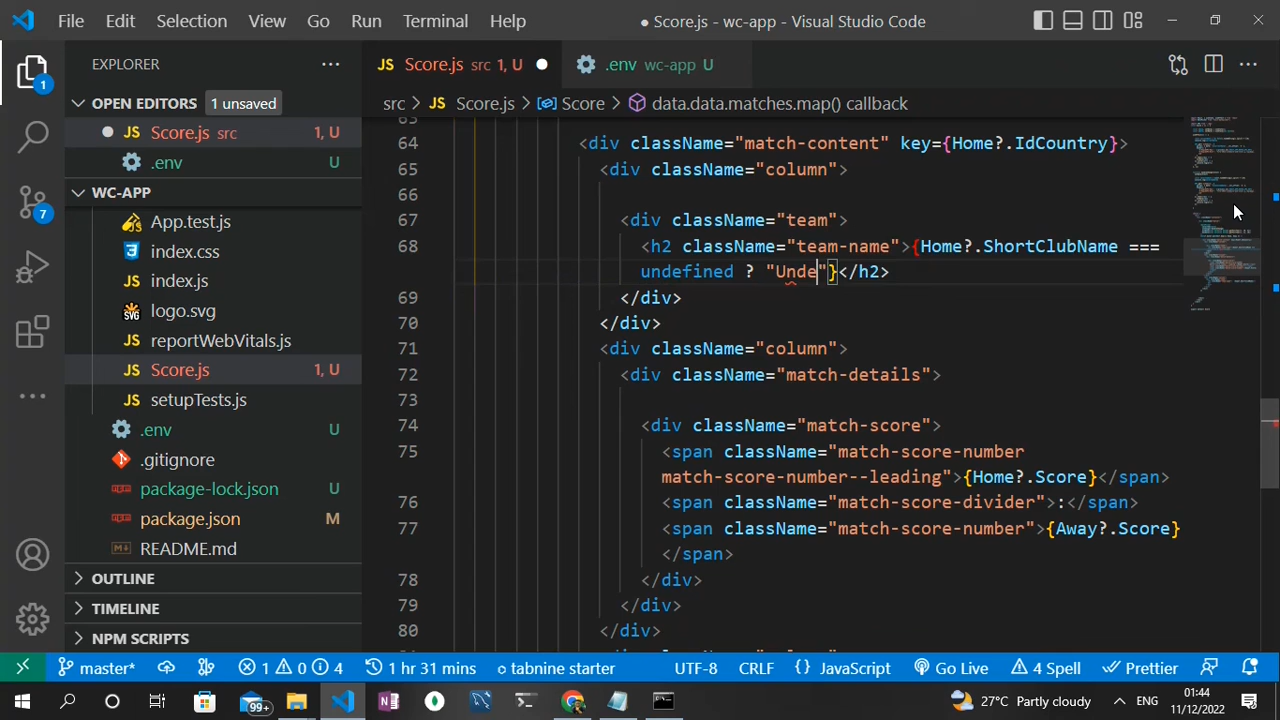 File Edit Selection View Go Run Terminal Help
● Score.js - wc-app - Visual Studio Code
EXPLORER
JS Score.js src 1, U
.env wc-app U
OPEN EDITORS 1 unsaved
src > JS Score.js > Score > data.data.matches.map() callback
JS Score.js src 1, U
.env U
WC-APP
App.test.js
index.css
JS index.js
logo.svg
JS reportWebVitals.js
JS Score.js 1, U
JS setupTests.js
.env U
.gitignore
package-lock.json U
package.json M
README.md
OUTLINE
TIMELINE
NPM SCRIPTS
1
7
63
64 <div className="match-content" key={Home?.IdCountry}>
65 <div className="column">
66
67 <div className="team">
68 <h2 className="team-name">{Home?.ShortClubName ===
undefined ? "Unde"}</h2>
69 </div>
70 </div>
71 <div className="column">
72 <div className="match-details">
73
74 <div className="match-score">
75 <span className="match-score-number
match-score-number--leading">{Home?.Score}</span>
76 <span className="match-score-divider">:</span>
77 <span className="match-score-number">{Away?.Score}
</span>
78 </div>
79 </div>
80 </div>
master* 1 0 4 1 hr 31 mins tabnine starter UTF-8 CRLF {} JavaScript Go Live 4 Spell Prettier
99+ 27°C Partly cloudy ENG 01:44
11/12/2022